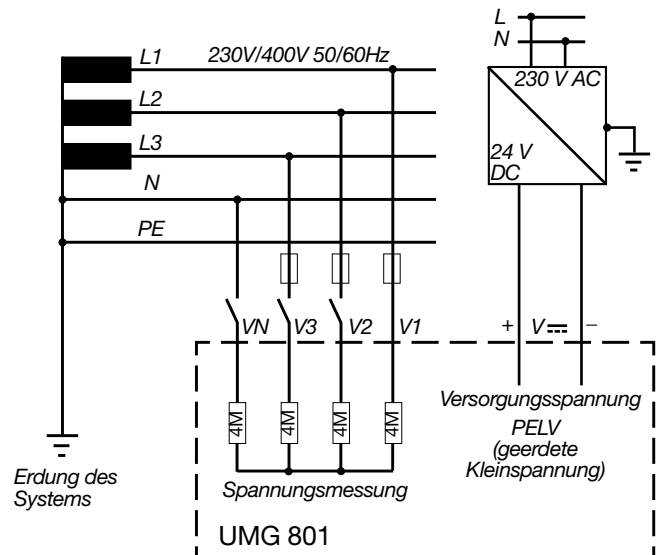 L
N
L1
230V/400V 50/60Hz
230 V AC
L2
L3
24 V
DC
N
PE
VN
V3
V2
V1
+
V
−
4M
4M
4M
4M
Versorgungsspannung
PELV
(geerdete
Kleinspannung)
Erdung des
Systems
Spannungsmessung
UMG 801